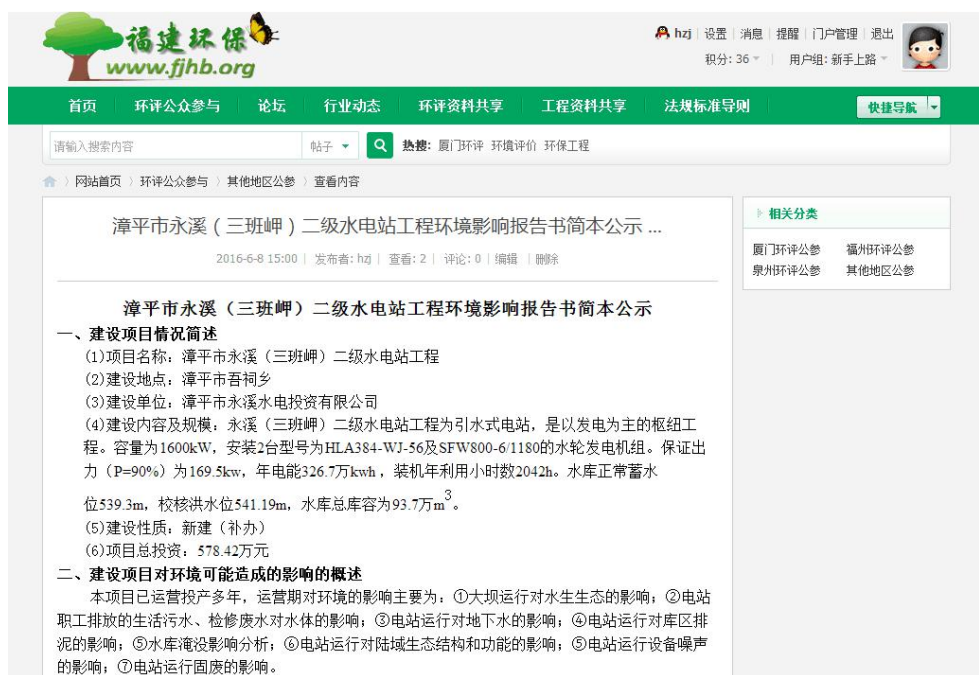 福建环保
www.fjhb.org
hzj 设置 消息 提醒 门户管理 退出
积分: 36 用户组: 新手上路
首页 环评公众参与 论坛 行业动态 环评资料共享 工程资料共享 法规标准导则 快捷导航
请输入搜索内容 帖子 热搜: 厦门环评 环境评价 环保工程
网站首页 〉 环评公众参与 〉 其他地区公参 〉 查看内容
漳平市永溪（三班岬）二级水电站工程环境影响报告书简本公示 ...
2016-6-8 15:00 | 发布者: hzj | 查看: 2 | 评论: 0 | 编辑 | 删除
相关分类
厦门环评公参 福州环评公参
泉州环评公参 其他地区公参
漳平市永溪（三班岬）二级水电站工程环境影响报告书简本公示
一、建设项目情况简述
(1)项目名称：漳平市永溪（三班岬）二级水电站工程
(2)建设地点：漳平市吾祠乡
(3)建设单位：漳平市永溪水电投资有限公司
(4)建设内容及规模：永溪（三班岬）二级水电站工程为引水式电站，是以发电为主的枢纽工
程。容量为1600kW，安装2台型号为HLA384-WJ-56及SFW800-6/1180的水轮发电机组。保证出
力（P=90%）为169.5kw，年电能326.7万kwh，装机年利用小时数2042h。水库正常蓄水
位539.3m，校核洪水位541.19m，水库总库容为93.7万m³。
(5)建设性质：新建（补办）
(6)项目总投资：578.42万元
二、建设项目对环境可能造成的影响的概述
本项目已运营投产多年，运营期对环境的影响主要为：①大坝运行对水生生态的影响；②电站
职工排放的生活污水、检修废水对水体的影响；③电站运行对地下水的影响；④电站运行对库区排
泥的影响；⑤水库淹没影响分析；⑥电站运行对陆域生态结构和功能的影响；⑤电站运行设备噪声
的影响；⑦电站运行固废的影响。